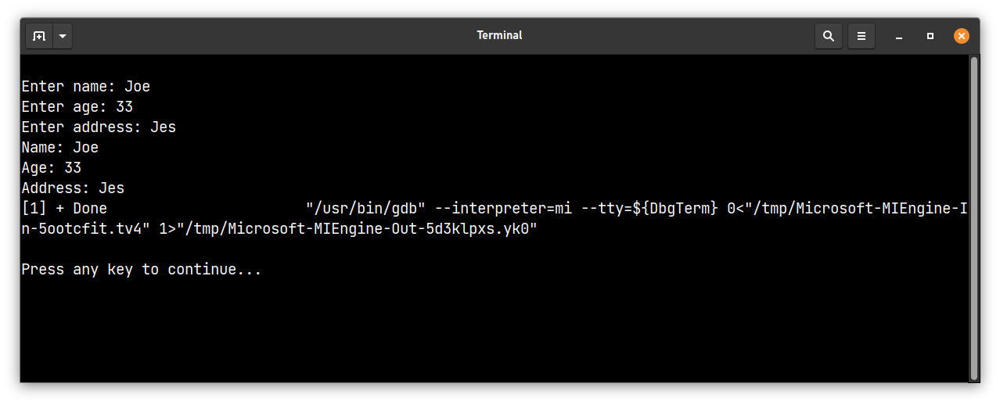 Terminal
Enter name: Joe
Enter age: 33
Enter address: Jes
Name: Joe
Age: 33
Address: Jes
[1] + Done                       "/usr/bin/gdb" --interpreter=mi --tty=${DbgTerm} 0<"/tmp/Microsoft-MIEngine-I
n-5ootcfit.tv4" 1>"/tmp/Microsoft-MIEngine-Out-5d3klpxs.yk0"
Press any key to continue...